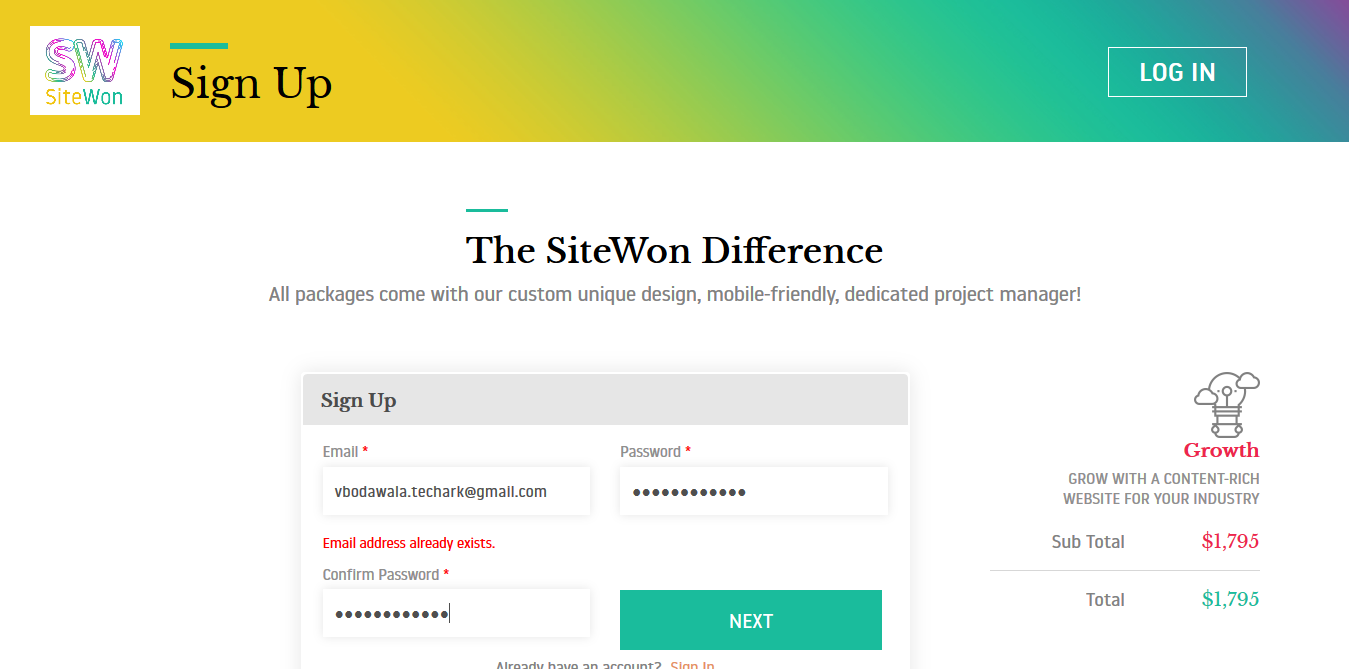 SW
SiteWon
Sign Up
LOG IN
The SiteWon Difference
All packages come with our custom unique design, mobile-friendly, dedicated project manager!
Sign Up
Email *
Password *
vbodawala.techark@gmail.com
••••••••••••
Email address already exists.
Confirm Password *
••••••••••••
NEXT
Already have an account? Sign In
Growth
GROW WITH A CONTENT-RICH
WEBSITE FOR YOUR INDUSTRY
Sub Total $1,795
Total $1,795